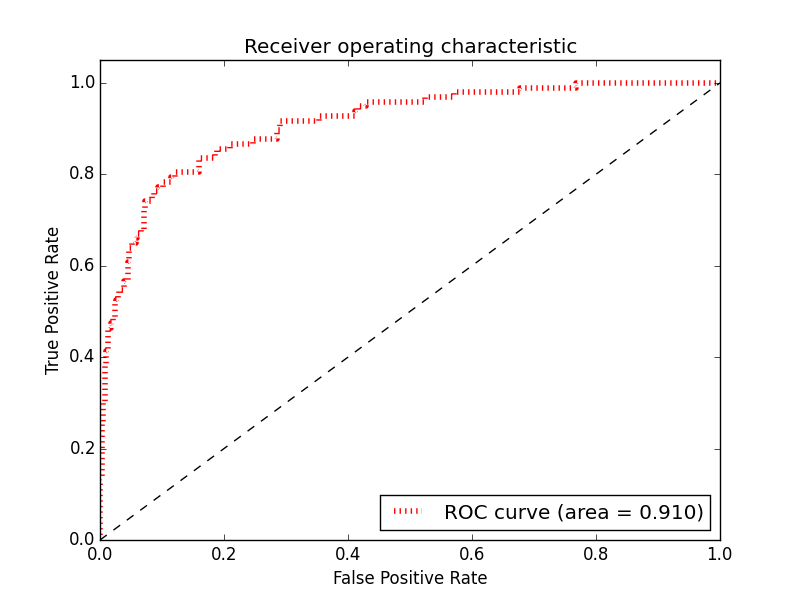 Receiver operating characteristic
1.0
0.8
0.6
0.4
0.2
0.0
True Positive Rate
ROC curve (area = 0.910)
0.0 0.2 0.4 0.6 0.8 1.0
False Positive Rate